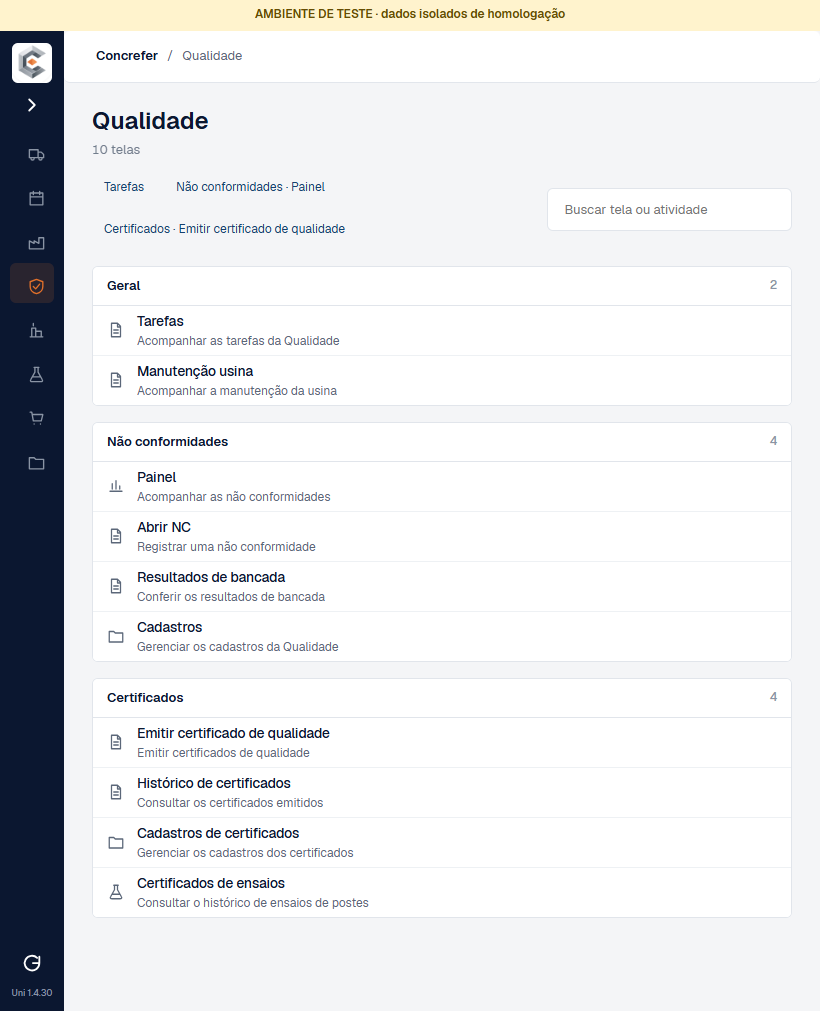 AMBIENTE DE TESTE · dados isolados de homologação
Concrefer / Qualidade
Qualidade
10 telas
Tarefas
Não conformidades · Painel
Certificados · Emitir certificado de qualidade
Buscar tela ou atividade
Geral 2
Tarefas
Acompanhar as tarefas da Qualidade
Manutenção usina
Acompanhar a manutenção da usina
Não conformidades 4
Painel
Acompanhar as não conformidades
Abrir NC
Registrar uma não conformidade
Resultados de bancada
Conferir os resultados de bancada
Cadastros
Gerenciar os cadastros da Qualidade
Certificados 4
Emitir certificado de qualidade
Emitir certificados de qualidade
Histórico de certificados
Consultar os certificados emitidos
Cadastros de certificados
Gerenciar os cadastros dos certificados
Certificados de ensaios
Consultar o histórico de ensaios de postes
Uni 1.4.30